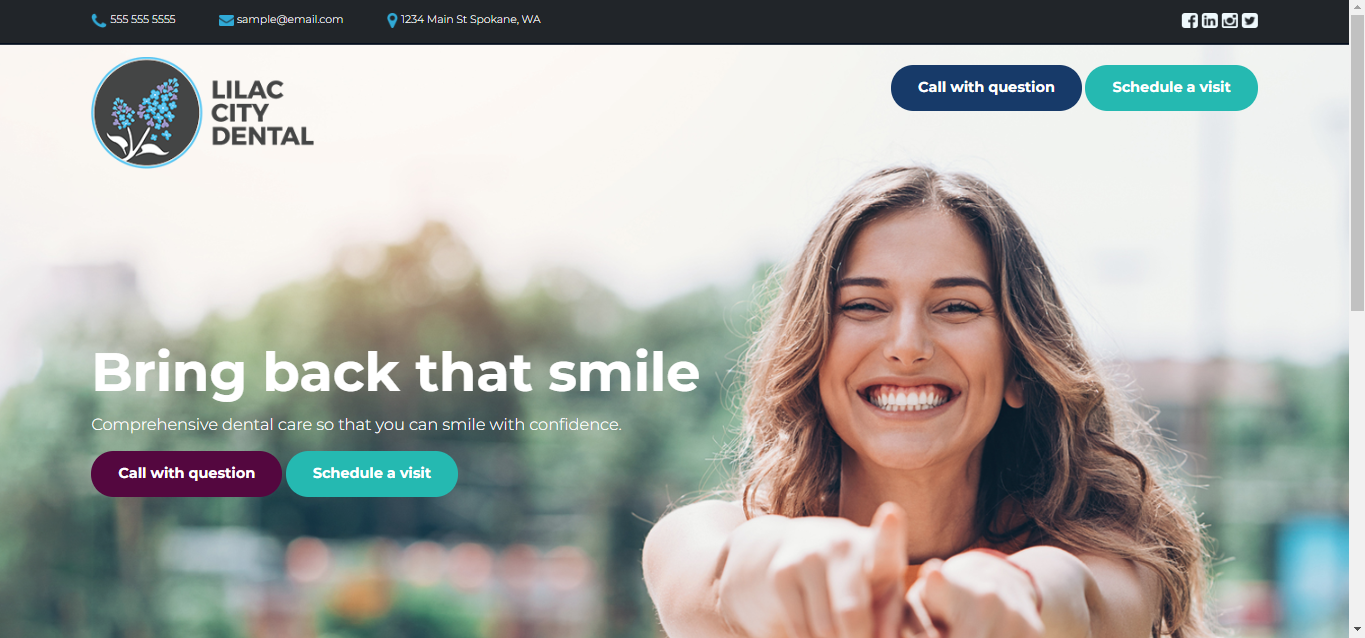 555 555 5555 sample@email.com 1234 Main St Spokane, WA
LILAC
CITY
DENTAL
Call with question Schedule a visit
Bring back that smile
Comprehensive dental care so that you can smile with confidence.
Call with question Schedule a visit